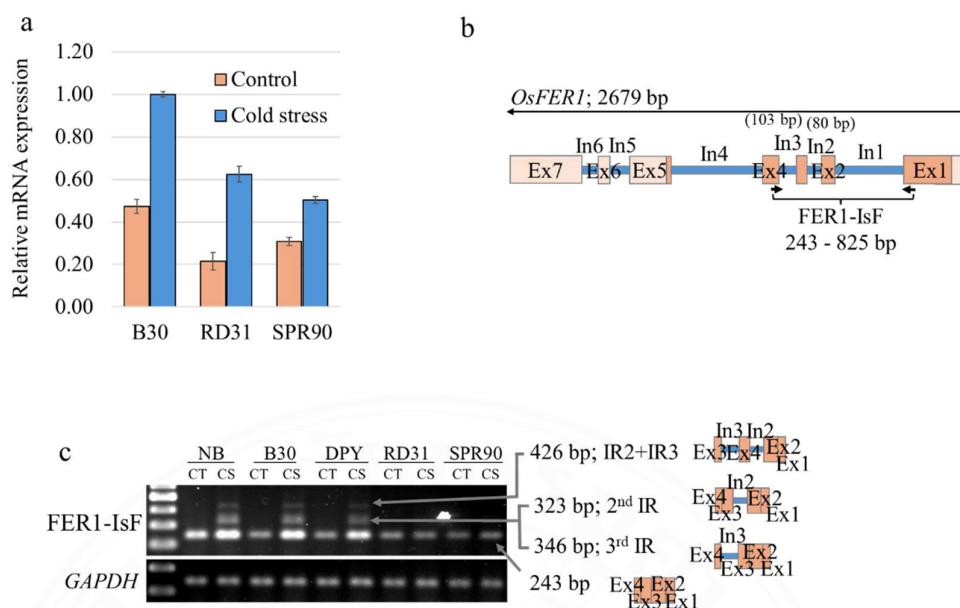 a
Relative mRNA expression
1.20
1.00
0.80
0.60
0.40
0.20
0.00
Control
Cold stress
B30 RD31 SPR90
b
OsFER1; 2679 bp
(103 bp) (80 bp)
In6 In5 In4 In3 In2 In1
Ex7 Ex6 Ex5 Ex4 Ex2 Ex1
FER1-IsF
243 - 825 bp
c
NB B30 DPY RD31 SPR90
CT CS CT CS CT CS CT CS CT CS
FER1-IsF
GAPDH
426 bp; IR2+IR3
323 bp; 2nd IR
346 bp; 3rd IR
243 bp
In3 In2
Ex3 Ex4 Ex2
Ex1
In2
Ex4 Ex2
Ex3 Ex1
In3
Ex4 Ex2
Ex3 Ex1
Ex4 Ex2
Ex3 Ex1